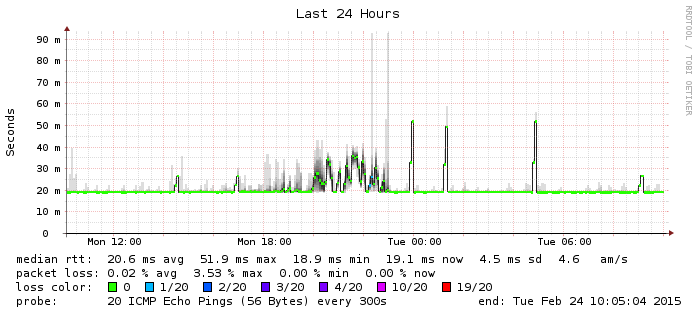 Last 24 Hours
RRDTOOL / TOBI OETIKER
Seconds
90 m
80 m
70 m
60 m
50 m
40 m
30 m
20 m
10 m
0
Mon 12:00 Mon 18:00 Tue 00:00 Tue 06:00
median rtt: 20.6 ms avg 51.9 ms max 18.9 ms min 19.1 ms now 4.5 ms sd 4.6 am/s
packet loss: 0.02 % avg 3.53 % max 0.00 % min 0.00 % now
loss color: 0 1/20 2/20 3/20 4/20 10/20 19/20
probe: 20 ICMP Echo Pings (56 Bytes) every 300s end: Tue Feb 24 10:05:04 2015